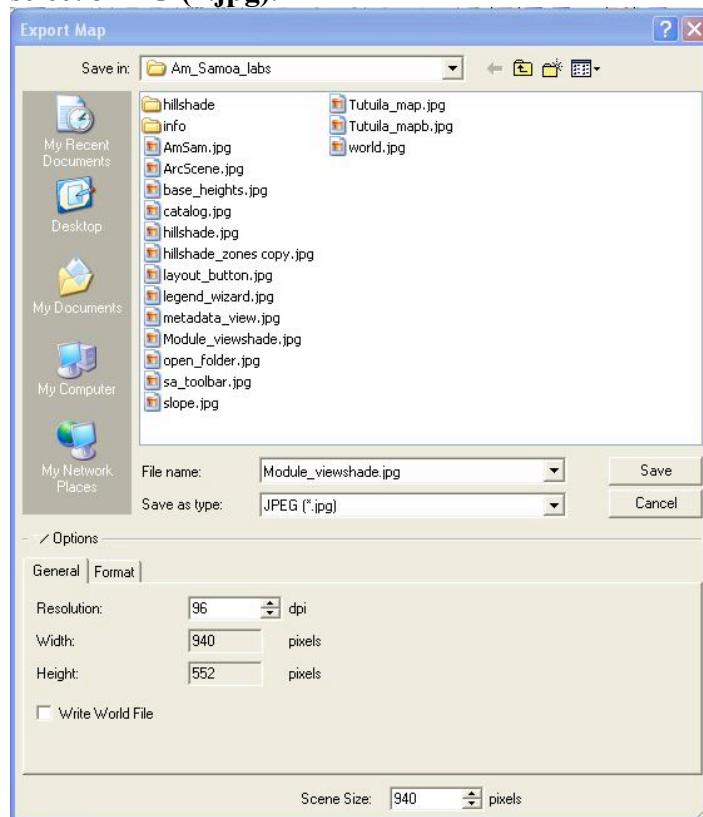 Export Map
Save in: Am_Samoa_labs
My Recent Documents
Desktop
My Documents
My Computer
My Network Places
hillshade
info
AmSam.jpg
ArcScene.jpg
base_heights.jpg
catalog.jpg
hillshade.jpg
hillshade_zones copy.jpg
layout_button.jpg
legend_wizard.jpg
metadata_view.jpg
Module_viewshade.jpg
open_folder.jpg
sa_toolbar.jpg
slope.jpg
Tutuila_map.jpg
Tutuila_mapb.jpg
world.jpg
File name: Module_viewshade.jpg Save
Save as type: JPEG (*.jpg) Cancel
Options
General Format
Resolution: 96 dpi
Width: 940 pixels
Height: 552 pixels
Write World File
Scene Size: 940 pixels